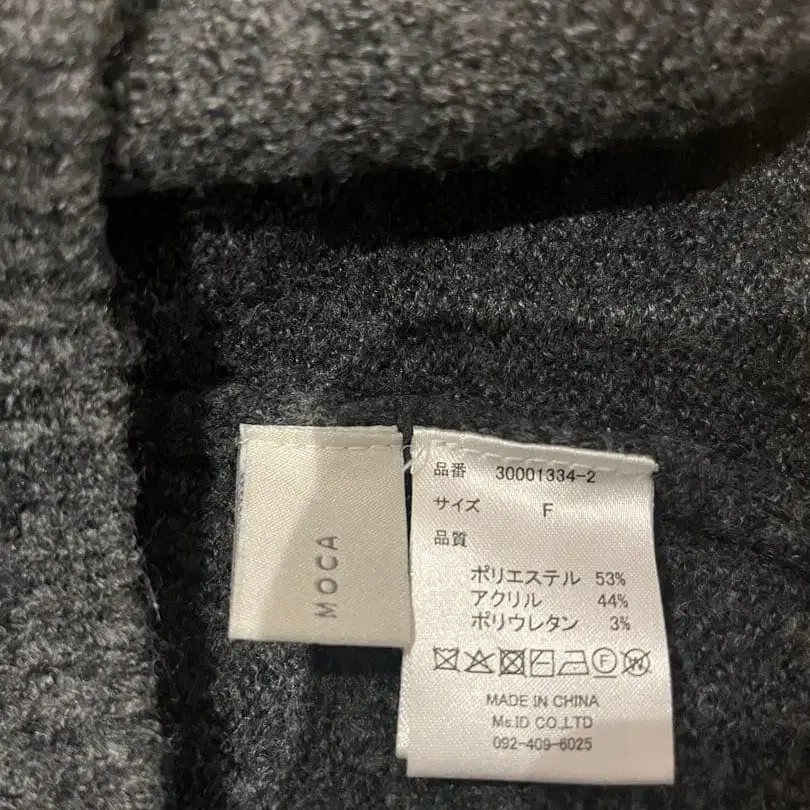 MOCA
品番 30001334-2
サイズ F
品質
ポリエステル 53%
アクリル 44%
ポリウレタン 3%
MADE IN CHINA
Ms.ID CO.,LTD
092-409-6025